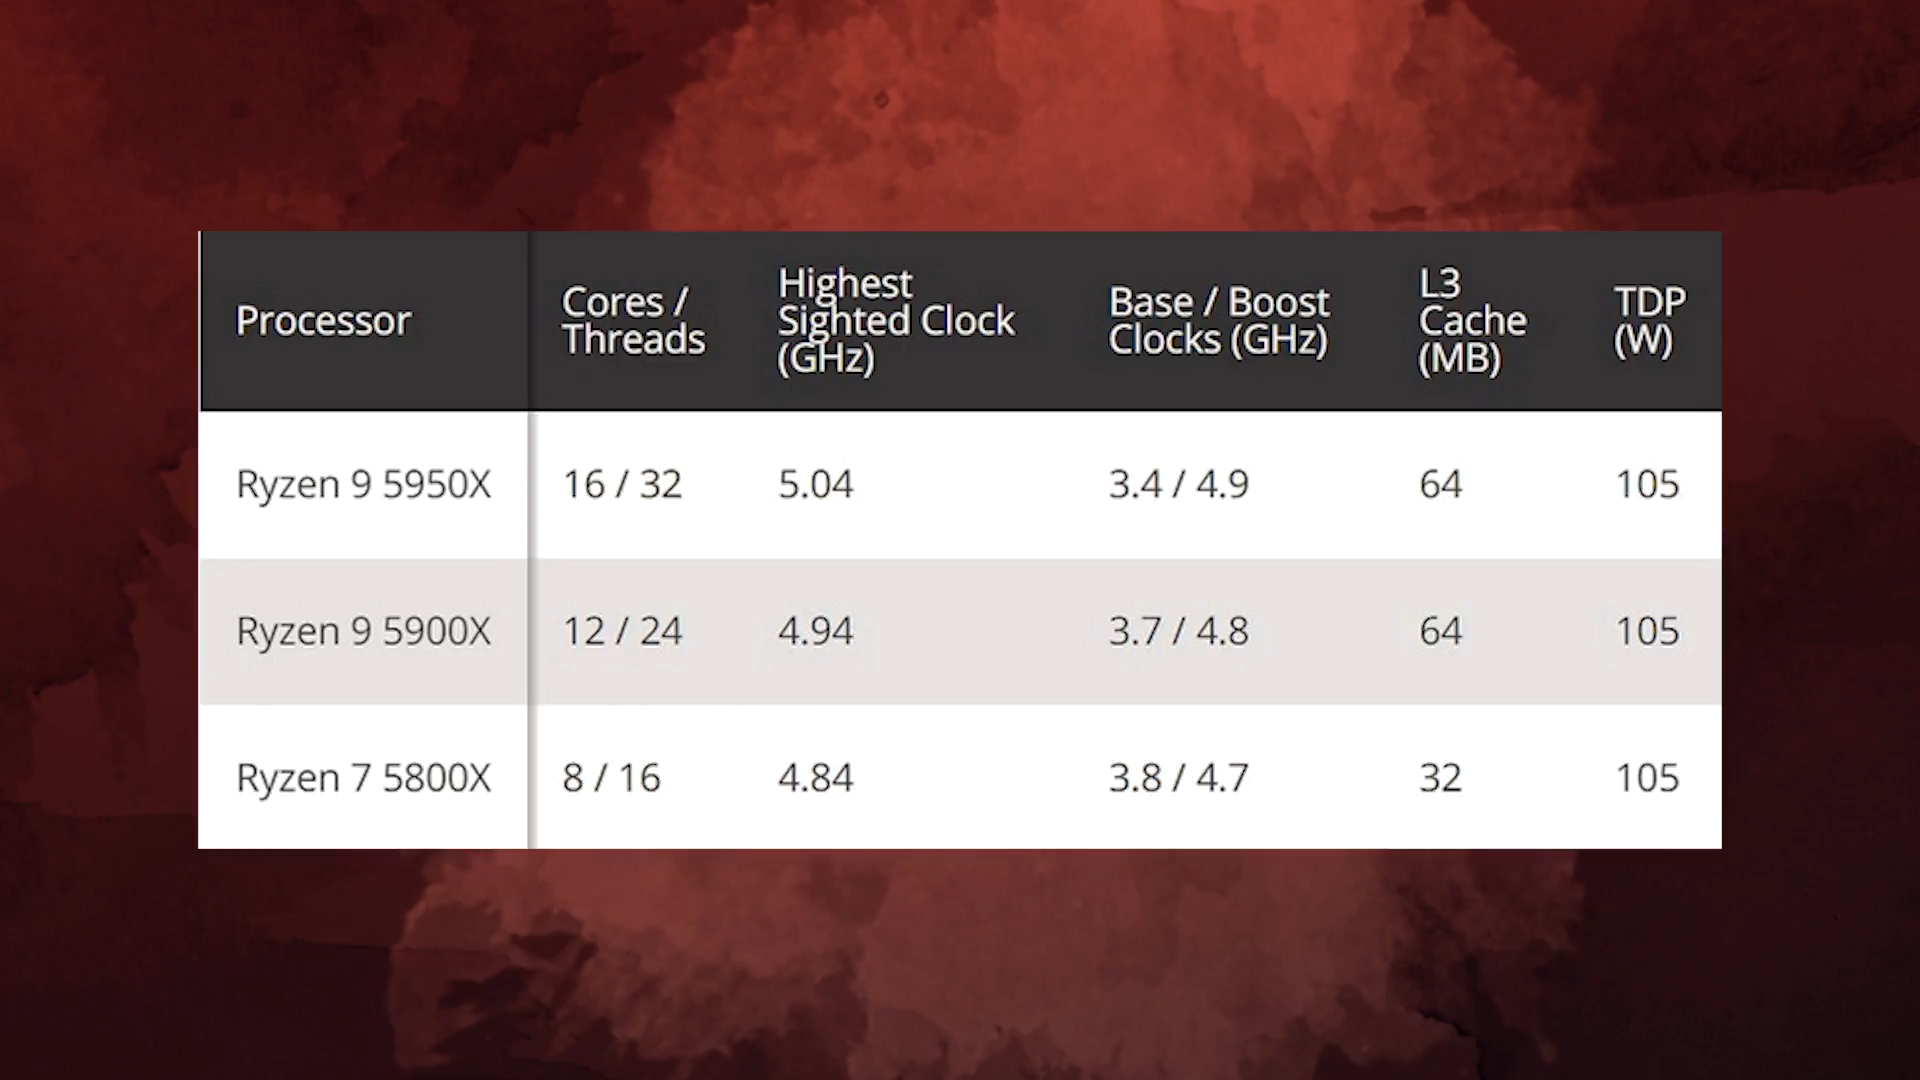 Processor
Cores /
Threads
Highest
Sighted Clock
(GHz)
Base / Boost
Clocks (GHz)
L3
Cache
(MB)
TDP
(W)
Ryzen 9 5950X 16 / 32 5.04 3.4 / 4.9 64 105
Ryzen 9 5900X 12 / 24 4.94 3.7 / 4.8 64 105
Ryzen 7 5800X 8 / 16 4.84 3.8 / 4.7 32 105